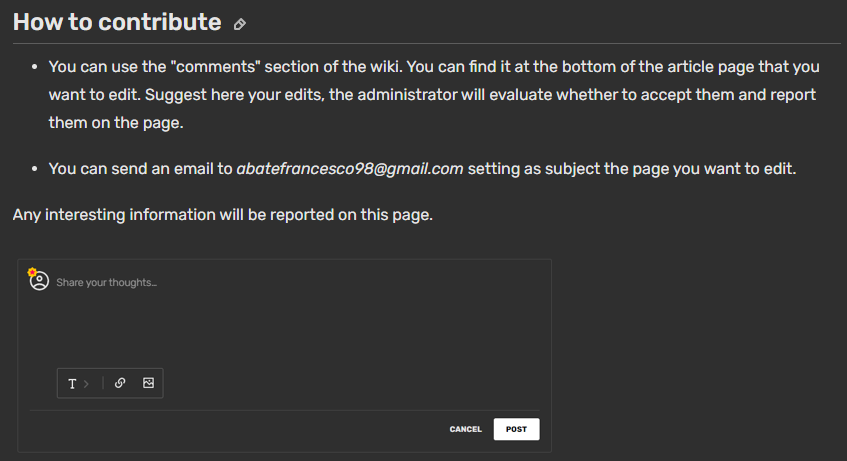 How to contribute
You can use the "comments" section of the wiki. You can find it at the bottom of the article page that you
want to edit. Suggest here your edits, the administrator will evaluate whether to accept them and report
them on the page.
You can send an email to abatefrancesco98@gmail.com setting as subject the page you want to edit.
Any interesting information will be reported on this page.
Share your thoughts...
T
CANCEL POST